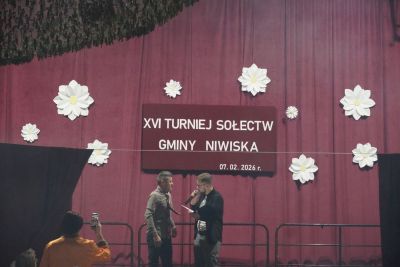 XVI TURNIEJ SOŁECTW
GMINY NIWISKA
07. 02. 2026 r.